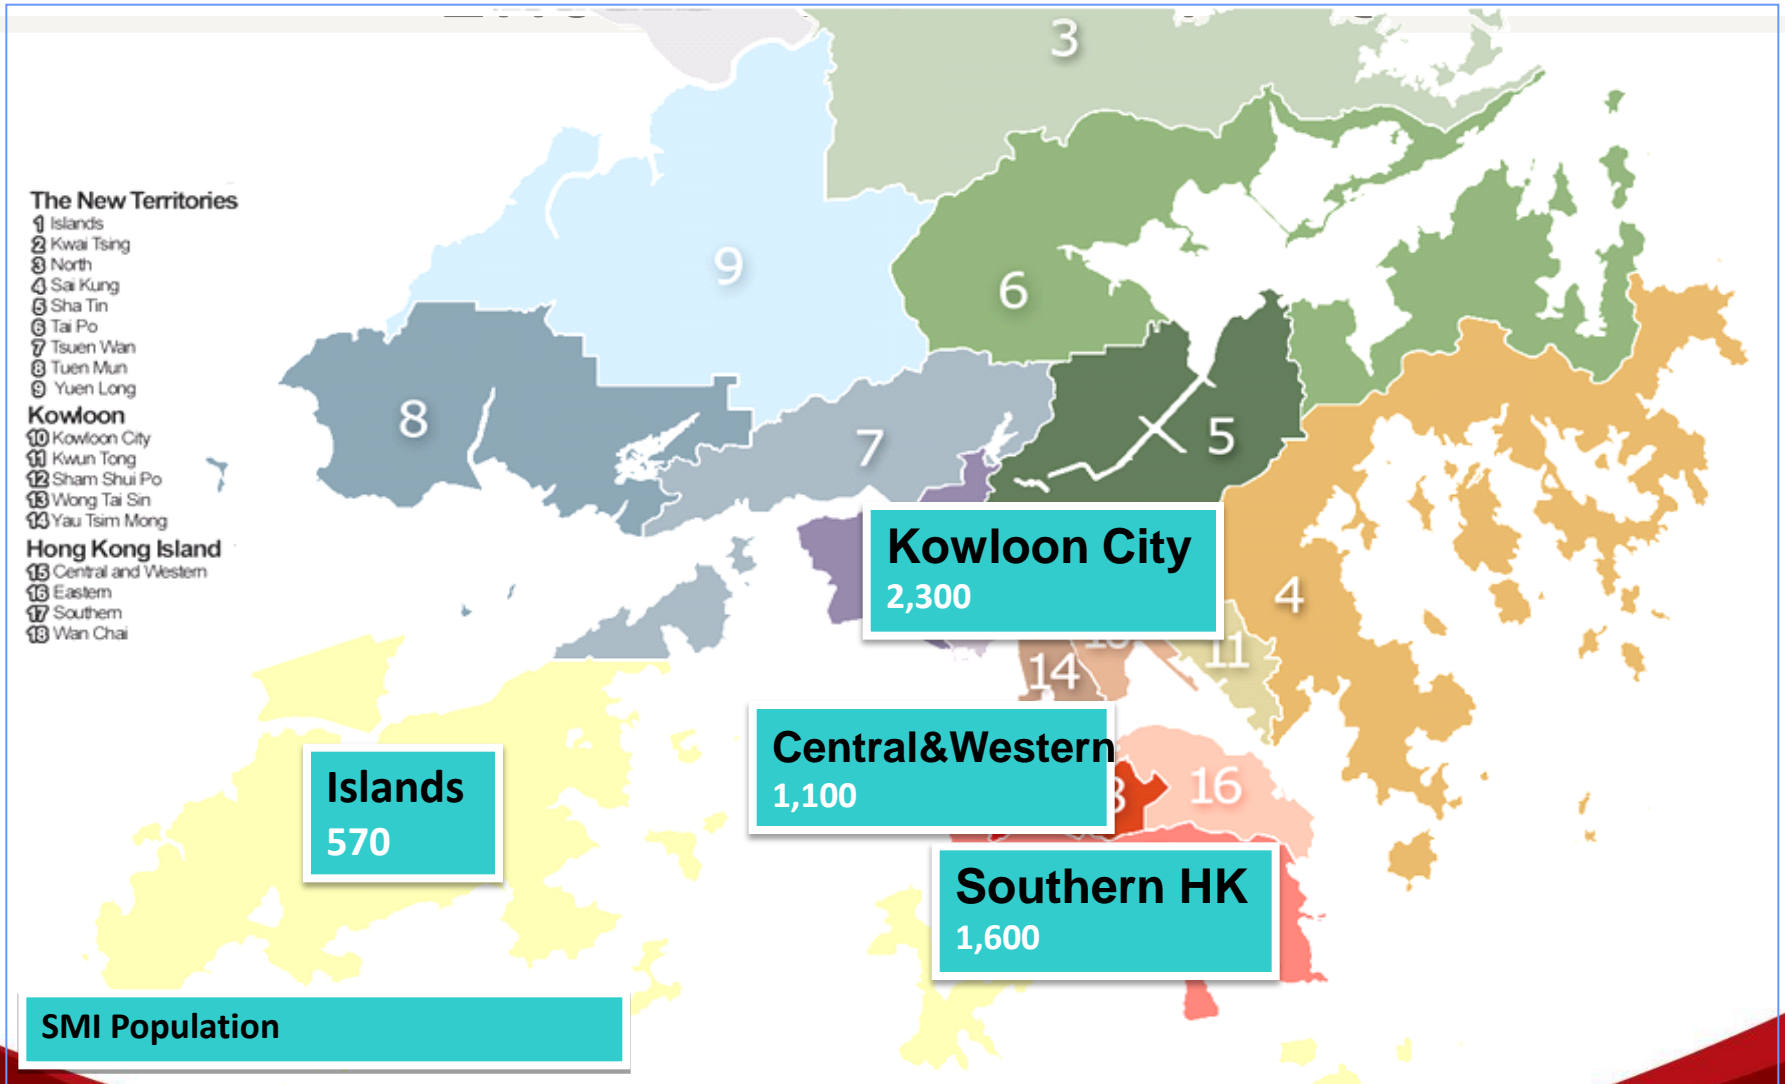 3
The New Territories
1 Islands
2 Kwai Tsing
3 North
4 Sai Kung
5 Sha Tin
6 Tai Po
7 Tsuen Wan
8 Tuen Mun
9 Yuen Long
Kowloon
10 Kowloon City
11 Kwun Tong
12 Sham Shui Po
13 Wong Tai Sin
14 Yau Tsim Mong
Hong Kong Island
15 Central and Western
16 Eastern
17 Southern
18 Wan Chai
9
6
8
7
5
Kowloon City
2,300
4
11
14
Central&Western
1,100
16
Islands
570
Southern HK
1,600
SMI Population